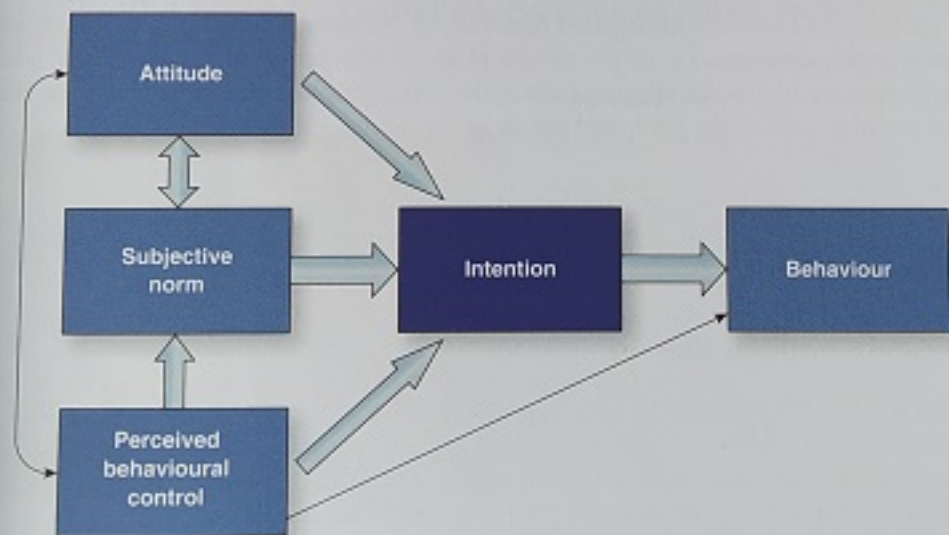 Attitude
Subjective
norm
Intention
Behaviour
Perceived
behavioural
control